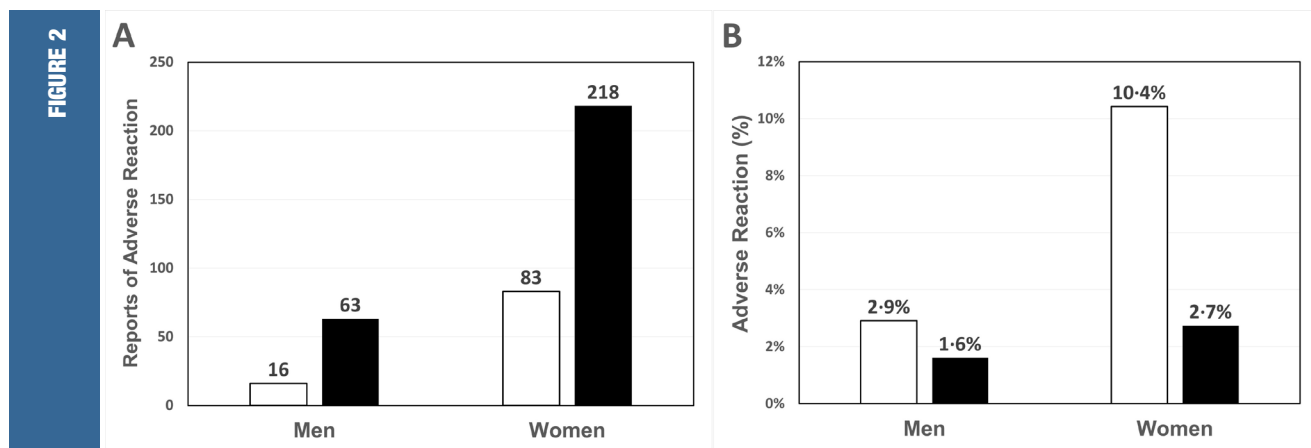 FIGURE 2
A
250
200
150
100
50
0
Reports of Adverse Reaction
16
63
83
218
Men
Women
B
12%
10%
8%
6%
4%
2%
0%
Adverse Reaction (%)
2·9%
1·6%
10·4%
2·7%
Men
Women